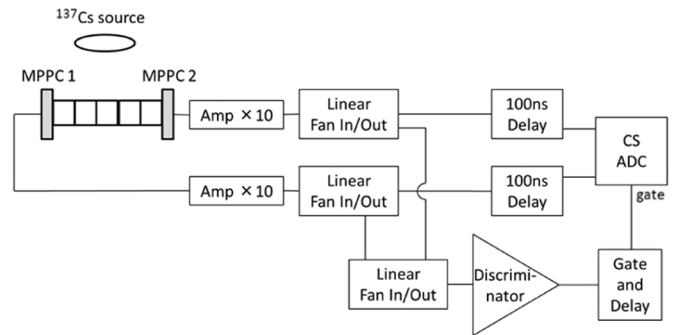 ¹³⁷Cs source
MPPC 1
MPPC 2
Amp ×10
Linear
Fan In/Out
100ns
Delay
CS
ADC
Amp ×10
Linear
Fan In/Out
100ns
Delay
gate
Linear
Fan In/Out
Discrimi-
nator
Gate
and
Delay